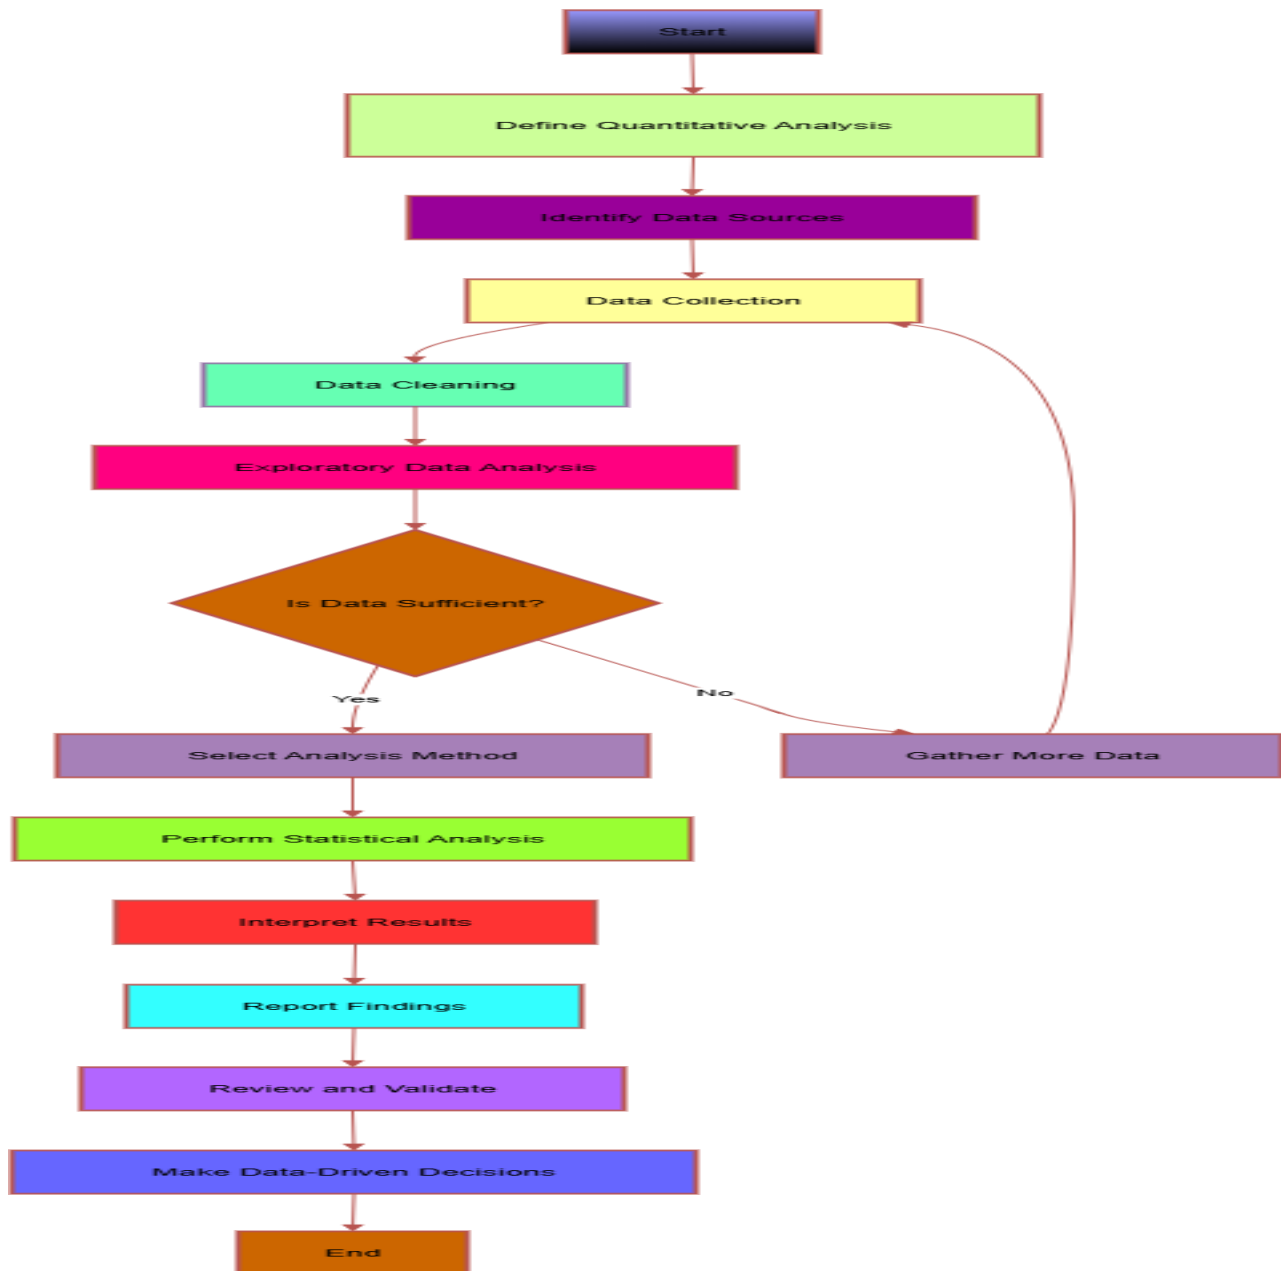 Start
Define Quantitative Analysis
Identify Data Sources
Data Collection
Data Cleaning
Exploratory Data Analysis
Is Data Sufficient?
Yes
No
Select Analysis Method
Gather More Data
Perform Statistical Analysis
Interpret Results
Report Findings
Review and Validate
Make Data-Driven Decisions
End